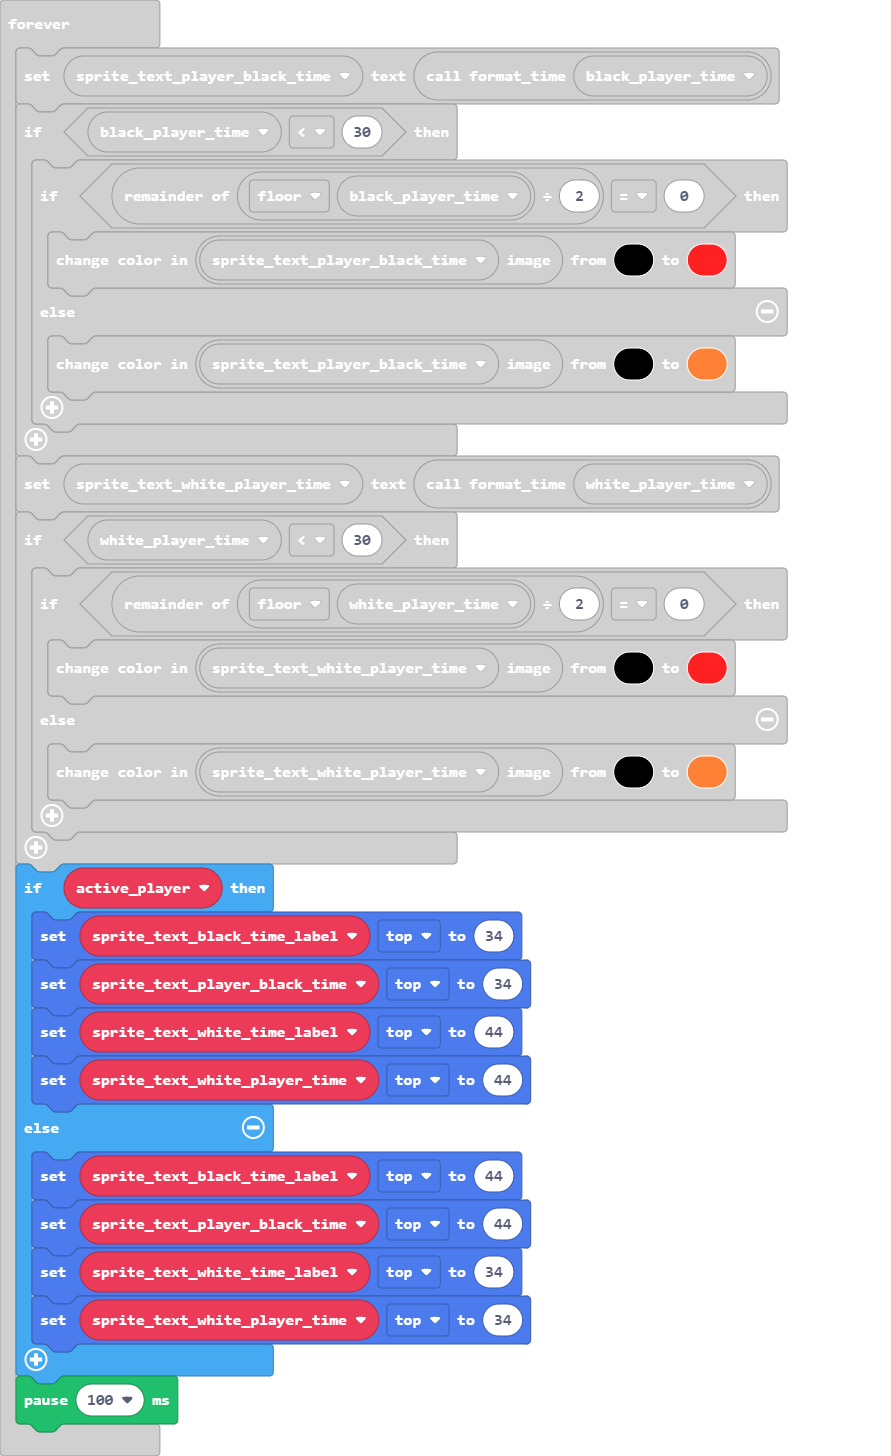 forever
set sprite_text_player_black_time text call format_time black_player_time
if black_player_time < 30 then
if remainder of floor black_player_time ÷ 2 = 0 then
change color in sprite_text_player_black_time image from to
else
change color in sprite_text_player_black_time image from to
set sprite_text_white_player_time text call format_time white_player_time
if white_player_time < 30 then
if remainder of floor white_player_time ÷ 2 = 0 then
change color in sprite_text_white_player_time image from to
else
change color in sprite_text_white_player_time image from to
if active_player then
set sprite_text_black_time_label top to 34
set sprite_text_player_black_time top to 34
set sprite_text_white_time_label top to 44
set sprite_text_white_player_time top to 44
else
set sprite_text_black_time_label top to 44
set sprite_text_player_black_time top to 44
set sprite_text_white_time_label top to 34
set sprite_text_white_player_time top to 34
pause 100 ms